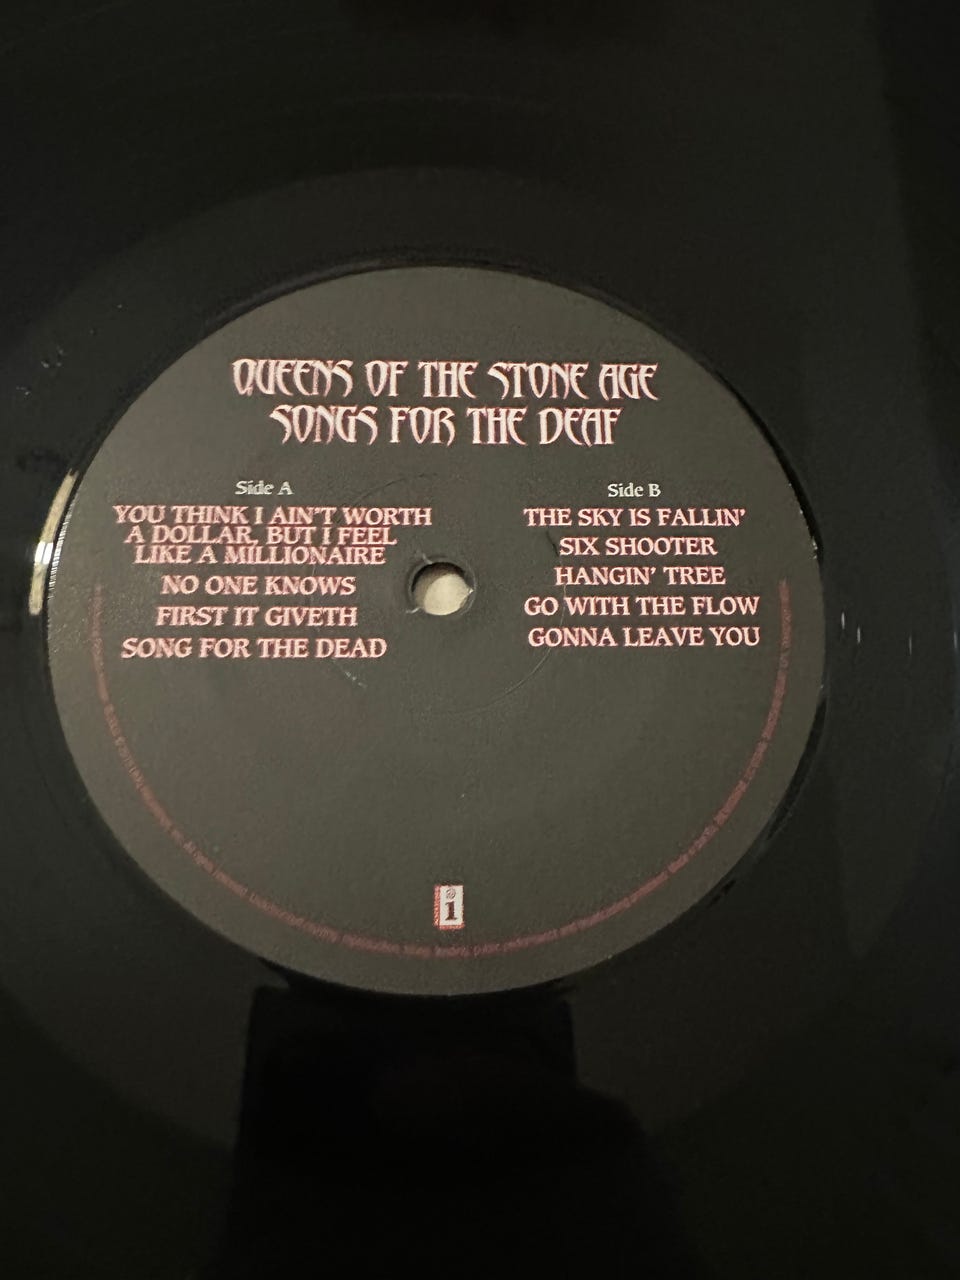 QUEENS OF THE STONE AGE
SONGS FOR THE DEAF
Side A
YOU THINK I AIN'T WORTH
A DOLLAR, BUT I FEEL
LIKE A MILLIONAIRE
NO ONE KNOWS
FIRST IT GIVETH
SONG FOR THE DEAD
Side B
THE SKY IS FALLIN'
SIX SHOOTER
HANGIN' TREE
GO WITH THE FLOW
GONNA LEAVE YOU
i